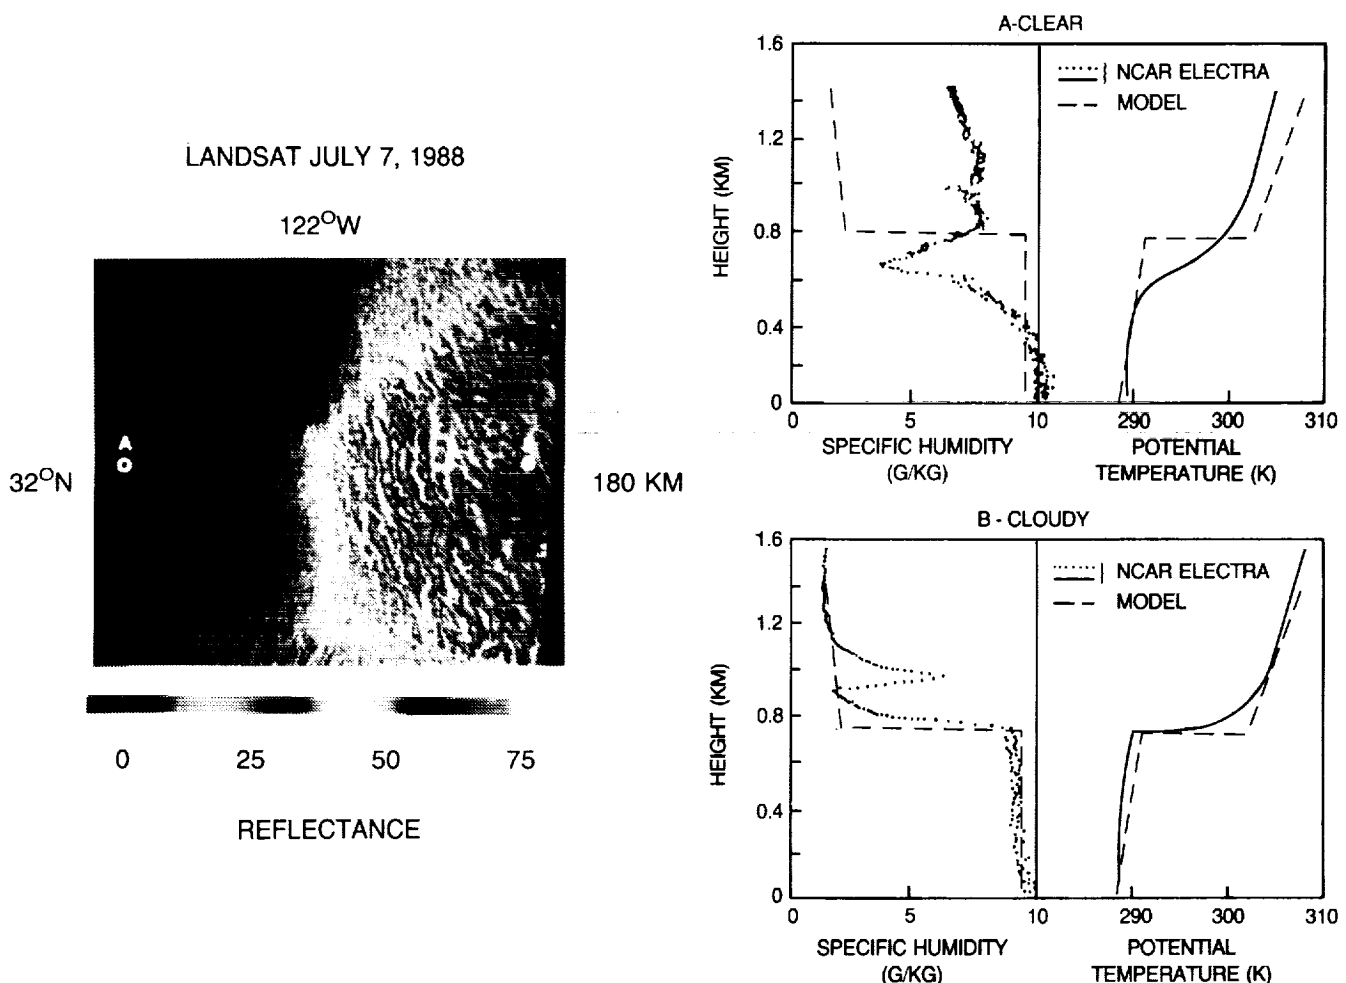 LANDSAT JULY 7, 1988
122°W
A
32°N
180 KM
0 25 50 75
REFLECTANCE
A-CLEAR
1.6
1.2
0.8
0.4
0
HEIGHT (KM)
NCAR ELECTRA
MODEL
0 5 10 290 300 310
SPECIFIC HUMIDITY
(G/KG)
POTENTIAL
TEMPERATURE (K)
B - CLOUDY
1.6
1.2
0.8
0.4
0
HEIGHT (KM)
NCAR ELECTRA
MODEL
0 5 10 290 300 310
SPECIFIC HUMIDITY
(G/KG)
POTENTIAL
TEMPERATURE (K)